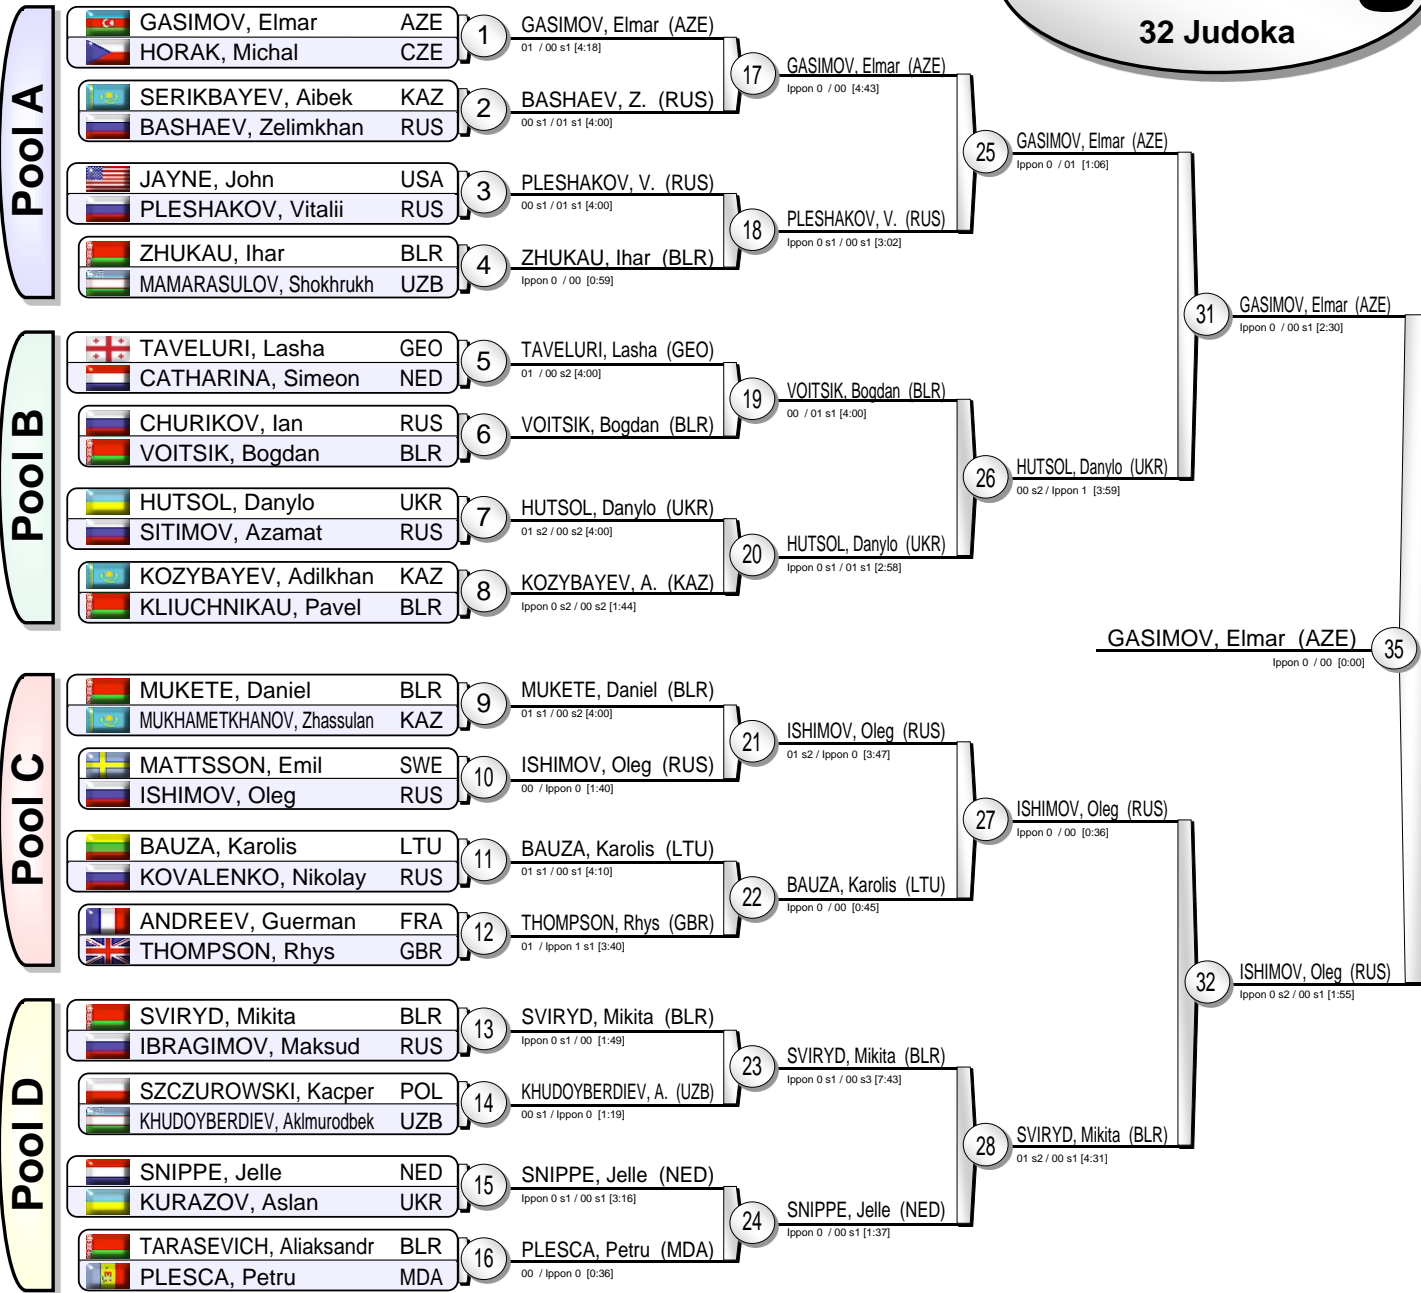 32 Judoka
Pool A
GASIMOV, Elmar AZE
HORAK, Michal CZE
1
GASIMOV, Elmar (AZE)
01 / 00 s1 [4:18]
SERIKBAYEV, Aibek KAZ
BASHAEV, Zelimkhan RUS
2
BASHAEV, Z. (RUS)
00 s1 / 01 s1 [4:00]
17
GASIMOV, Elmar (AZE)
Ippon 0 / 00 [4:43]
JAYNE, John USA
PLESHAKOV, Vitalii RUS
3
PLESHAKOV, V. (RUS)
00 s1 / 01 s1 [4:00]
ZHUKAU, Ihar BLR
MAMARASULOV, Shokhrukh UZB
4
ZHUKAU, Ihar (BLR)
Ippon 0 / 00 [0:59]
18
PLESHAKOV, V. (RUS)
Ippon 0 s1 / 00 s1 [3:02]
25
GASIMOV, Elmar (AZE)
Ippon 0 / 01 [1:06]
Pool B
TAVELURI, Lasha GEO
CATHARINA, Simeon NED
5
TAVELURI, Lasha (GEO)
01 / 00 s2 [4:00]
CHURIKOV, Ian RUS
VOITSIK, Bogdan BLR
6
VOITSIK, Bogdan (BLR)
19
VOITSIK, Bogdan (BLR)
00 / 01 s1 [4:00]
HUTSOL, Danylo UKR
SITIMOV, Azamat RUS
7
HUTSOL, Danylo (UKR)
01 s2 / 00 s2 [4:00]
KOZYBAYEV, Adilkhan KAZ
KLIUCHNIKAU, Pavel BLR
8
KOZYBAYEV, A. (KAZ)
Ippon 0 s2 / 00 s2 [1:44]
20
HUTSOL, Danylo (UKR)
Ippon 0 s1 / 01 s1 [2:58]
26
HUTSOL, Danylo (UKR)
00 s2 / Ippon 1 [3:59]
31
GASIMOV, Elmar (AZE)
Ippon 0 / 00 s1 [2:30]
GASIMOV, Elmar (AZE)
Ippon 0 / 00 [0:00]
35
Pool C
MUKETE, Daniel BLR
MUKHAMETKHANOV, Zhassulan KAZ
9
MUKETE, Daniel (BLR)
01 s1 / 00 s2 [4:00]
MATTSSON, Emil SWE
ISHIMOV, Oleg RUS
10
ISHIMOV, Oleg (RUS)
00 / Ippon 0 [1:40]
21
ISHIMOV, Oleg (RUS)
01 s2 / Ippon 0 [3:47]
BAUZA, Karolis LTU
KOVALENKO, Nikolay RUS
11
BAUZA, Karolis (LTU)
01 s1 / 00 s1 [4:10]
ANDREEV, Guerman FRA
THOMPSON, Rhys GBR
12
THOMPSON, Rhys (GBR)
01 / Ippon 1 s1 [3:40]
22
BAUZA, Karolis (LTU)
Ippon 0 / 00 [0:45]
27
ISHIMOV, Oleg (RUS)
Ippon 0 / 00 [0:36]
Pool D
SVIRYD, Mikita BLR
IBRAGIMOV, Maksud RUS
13
SVIRYD, Mikita (BLR)
Ippon 0 s1 / 00 [1:49]
SZCZUROWSKI, Kacper POL
KHUDOYBERDIEV, Aklmurodbek UZB
14
KHUDOYBERDIEV, A. (UZB)
00 s1 / Ippon 0 [1:19]
23
SVIRYD, Mikita (BLR)
Ippon 0 s1 / 00 s3 [7:43]
SNIPPE, Jelle NED
KURAZOV, Aslan UKR
15
SNIPPE, Jelle (NED)
Ippon 0 s1 / 00 s1 [3:16]
TARASEVICH, Aliaksandr BLR
PLESCA, Petru MDA
16
PLESCA, Petru (MDA)
00 / Ippon 0 [0:36]
24
SNIPPE, Jelle (NED)
Ippon 0 / 00 s1 [1:37]
28
SVIRYD, Mikita (BLR)
01 s2 / 00 s1 [4:31]
32
ISHIMOV, Oleg (RUS)
Ippon 0 s2 / 00 s1 [1:55]